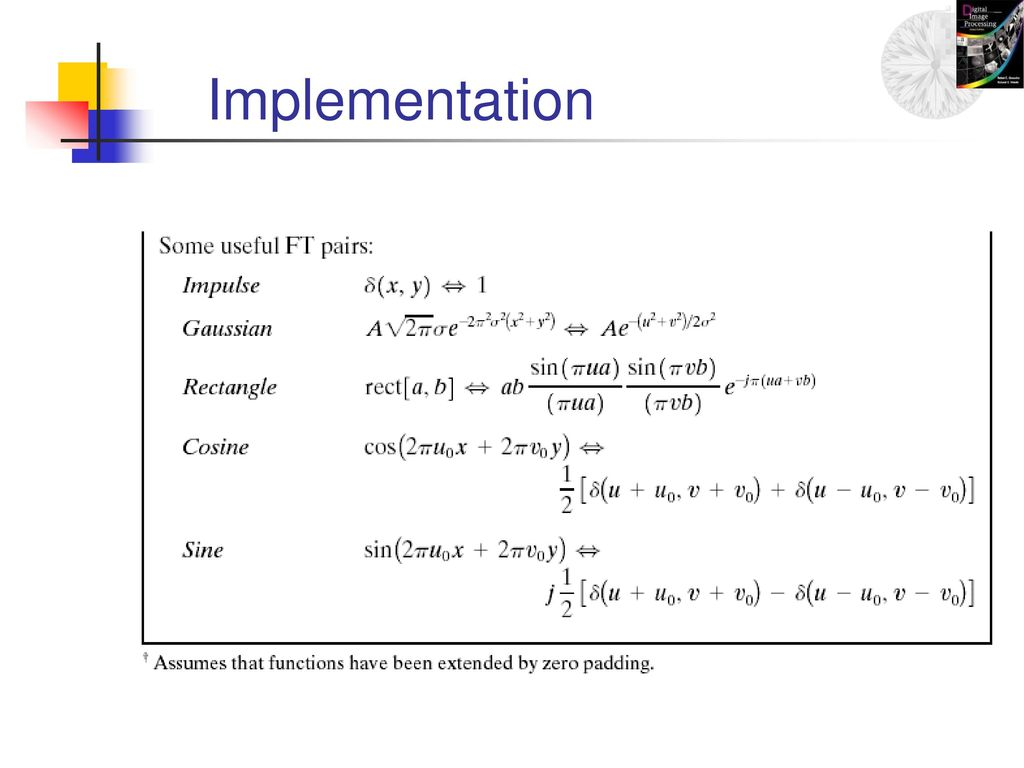 Digital
Image
Processing
Implementation
Some useful FT pairs:
Impulse δ(x, y) ⇔ 1
Gaussian A√2π σe^−2π²σ²(x²+y²) ⇔ Ae^−(u²+v²)/2σ²
Rectangle rect[a, b] ⇔ ab sin(πua)/(πua) sin(πvb)/(πvb) e^−jπ(ua+vb)
Cosine cos(2πu₀x + 2πv₀y) ⇔
1/2 [δ(u + u₀, v + v₀) + δ(u − u₀, v − v₀)]
Sine sin(2πu₀x + 2πv₀y) ⇔
j 1/2 [δ(u + u₀, v + v₀) − δ(u − u₀, v − v₀)]
† Assumes that functions have been extended by zero padding.